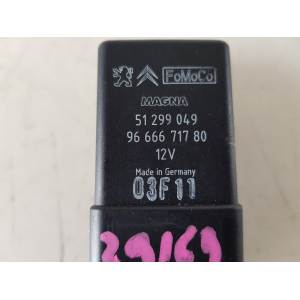 FoMoCo
MAGNA
51 299 049
96 666 717 80
12V
Made in Germany
03F11